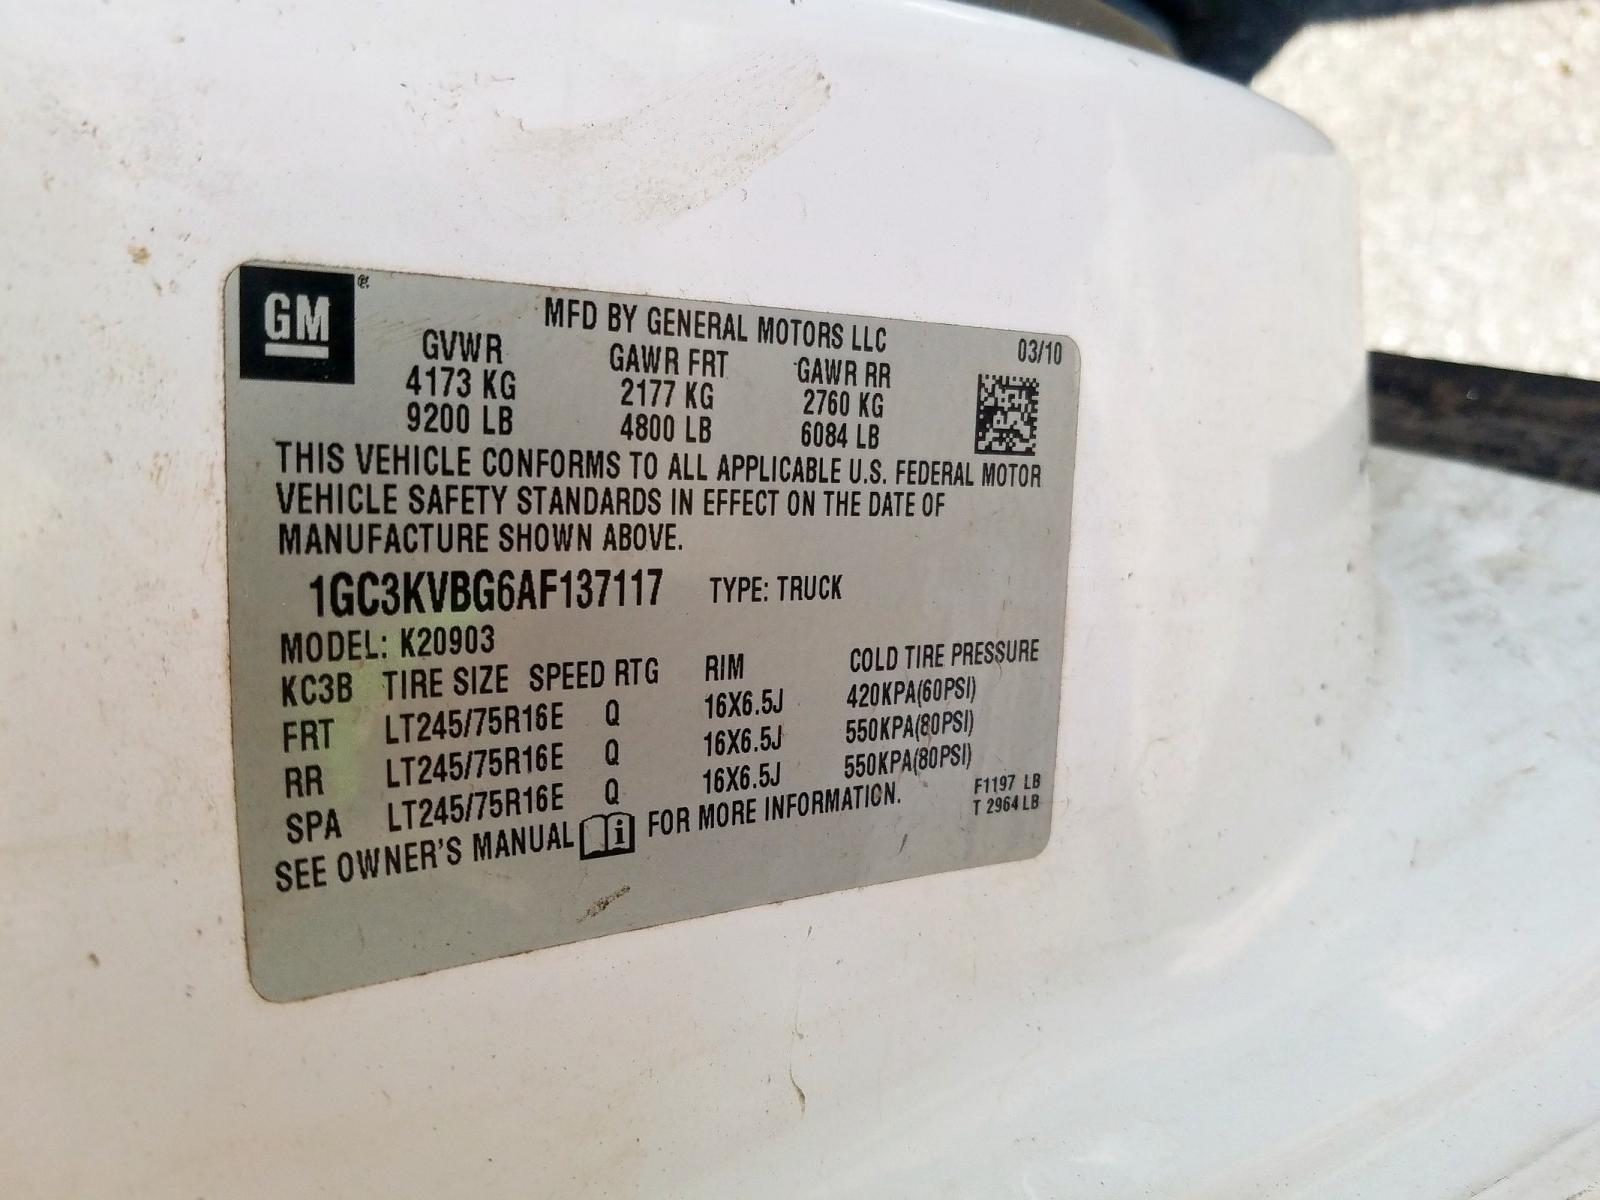 GM ®
MFD BY GENERAL MOTORS LLC 03/10
GVWR GAWR FRT GAWR RR
4173 KG 2177 KG 2760 KG
9200 LB 4800 LB 6084 LB
THIS VEHICLE CONFORMS TO ALL APPLICABLE U.S. FEDERAL MOTOR
VEHICLE SAFETY STANDARDS IN EFFECT ON THE DATE OF
MANUFACTURE SHOWN ABOVE.
1GC3KVBG6AF137117 TYPE: TRUCK
MODEL: K20903
KC3B TIRE SIZE SPEED RTG RIM COLD TIRE PRESSURE
FRT LT245/75R16E Q 16X6.5J 420KPA(60PSI)
RR LT245/75R16E Q 16X6.5J 550KPA(80PSI)
SPA LT245/75R16E Q 16X6.5J 550KPA(80PSI)
SEE OWNER'S MANUAL i FOR MORE INFORMATION.
F1197 LB
T 2964 LB